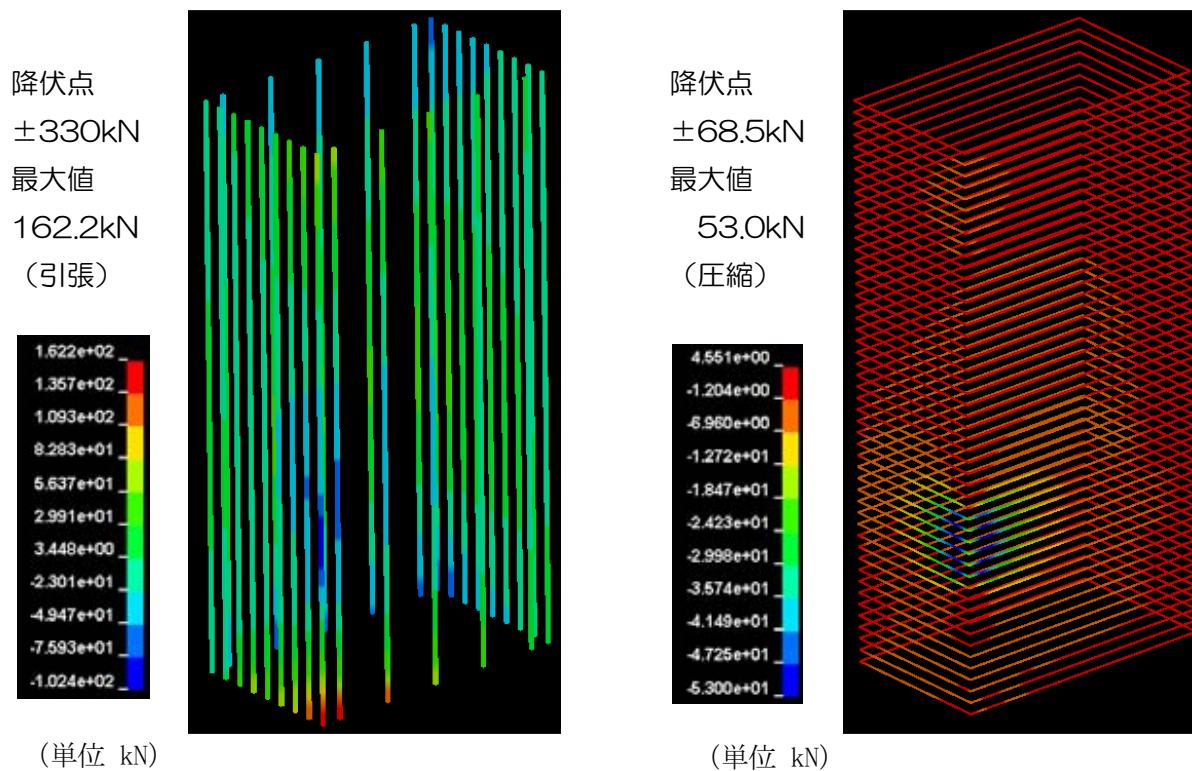 降伏点
±330kN
最大値
162.2kN
（引張）
1.622e+02
1.357e+02
1.093e+02
8.283e+01
5.637e+01
2.991e+01
3.448e+00
-2.301e+01
-4.947e+01
-7.593e+01
-1.024e+02
（単位 kN）
降伏点
±68.5kN
最大値
53.0kN
（圧縮）
4.551e+00
-1.204e+00
-6.960e+00
-1.272e+01
-1.847e+01
-2.423e+01
-2.998e+01
-3.574e+01
-4.149e+01
-4.725e+01
-5.300e+01
（単位 kN）